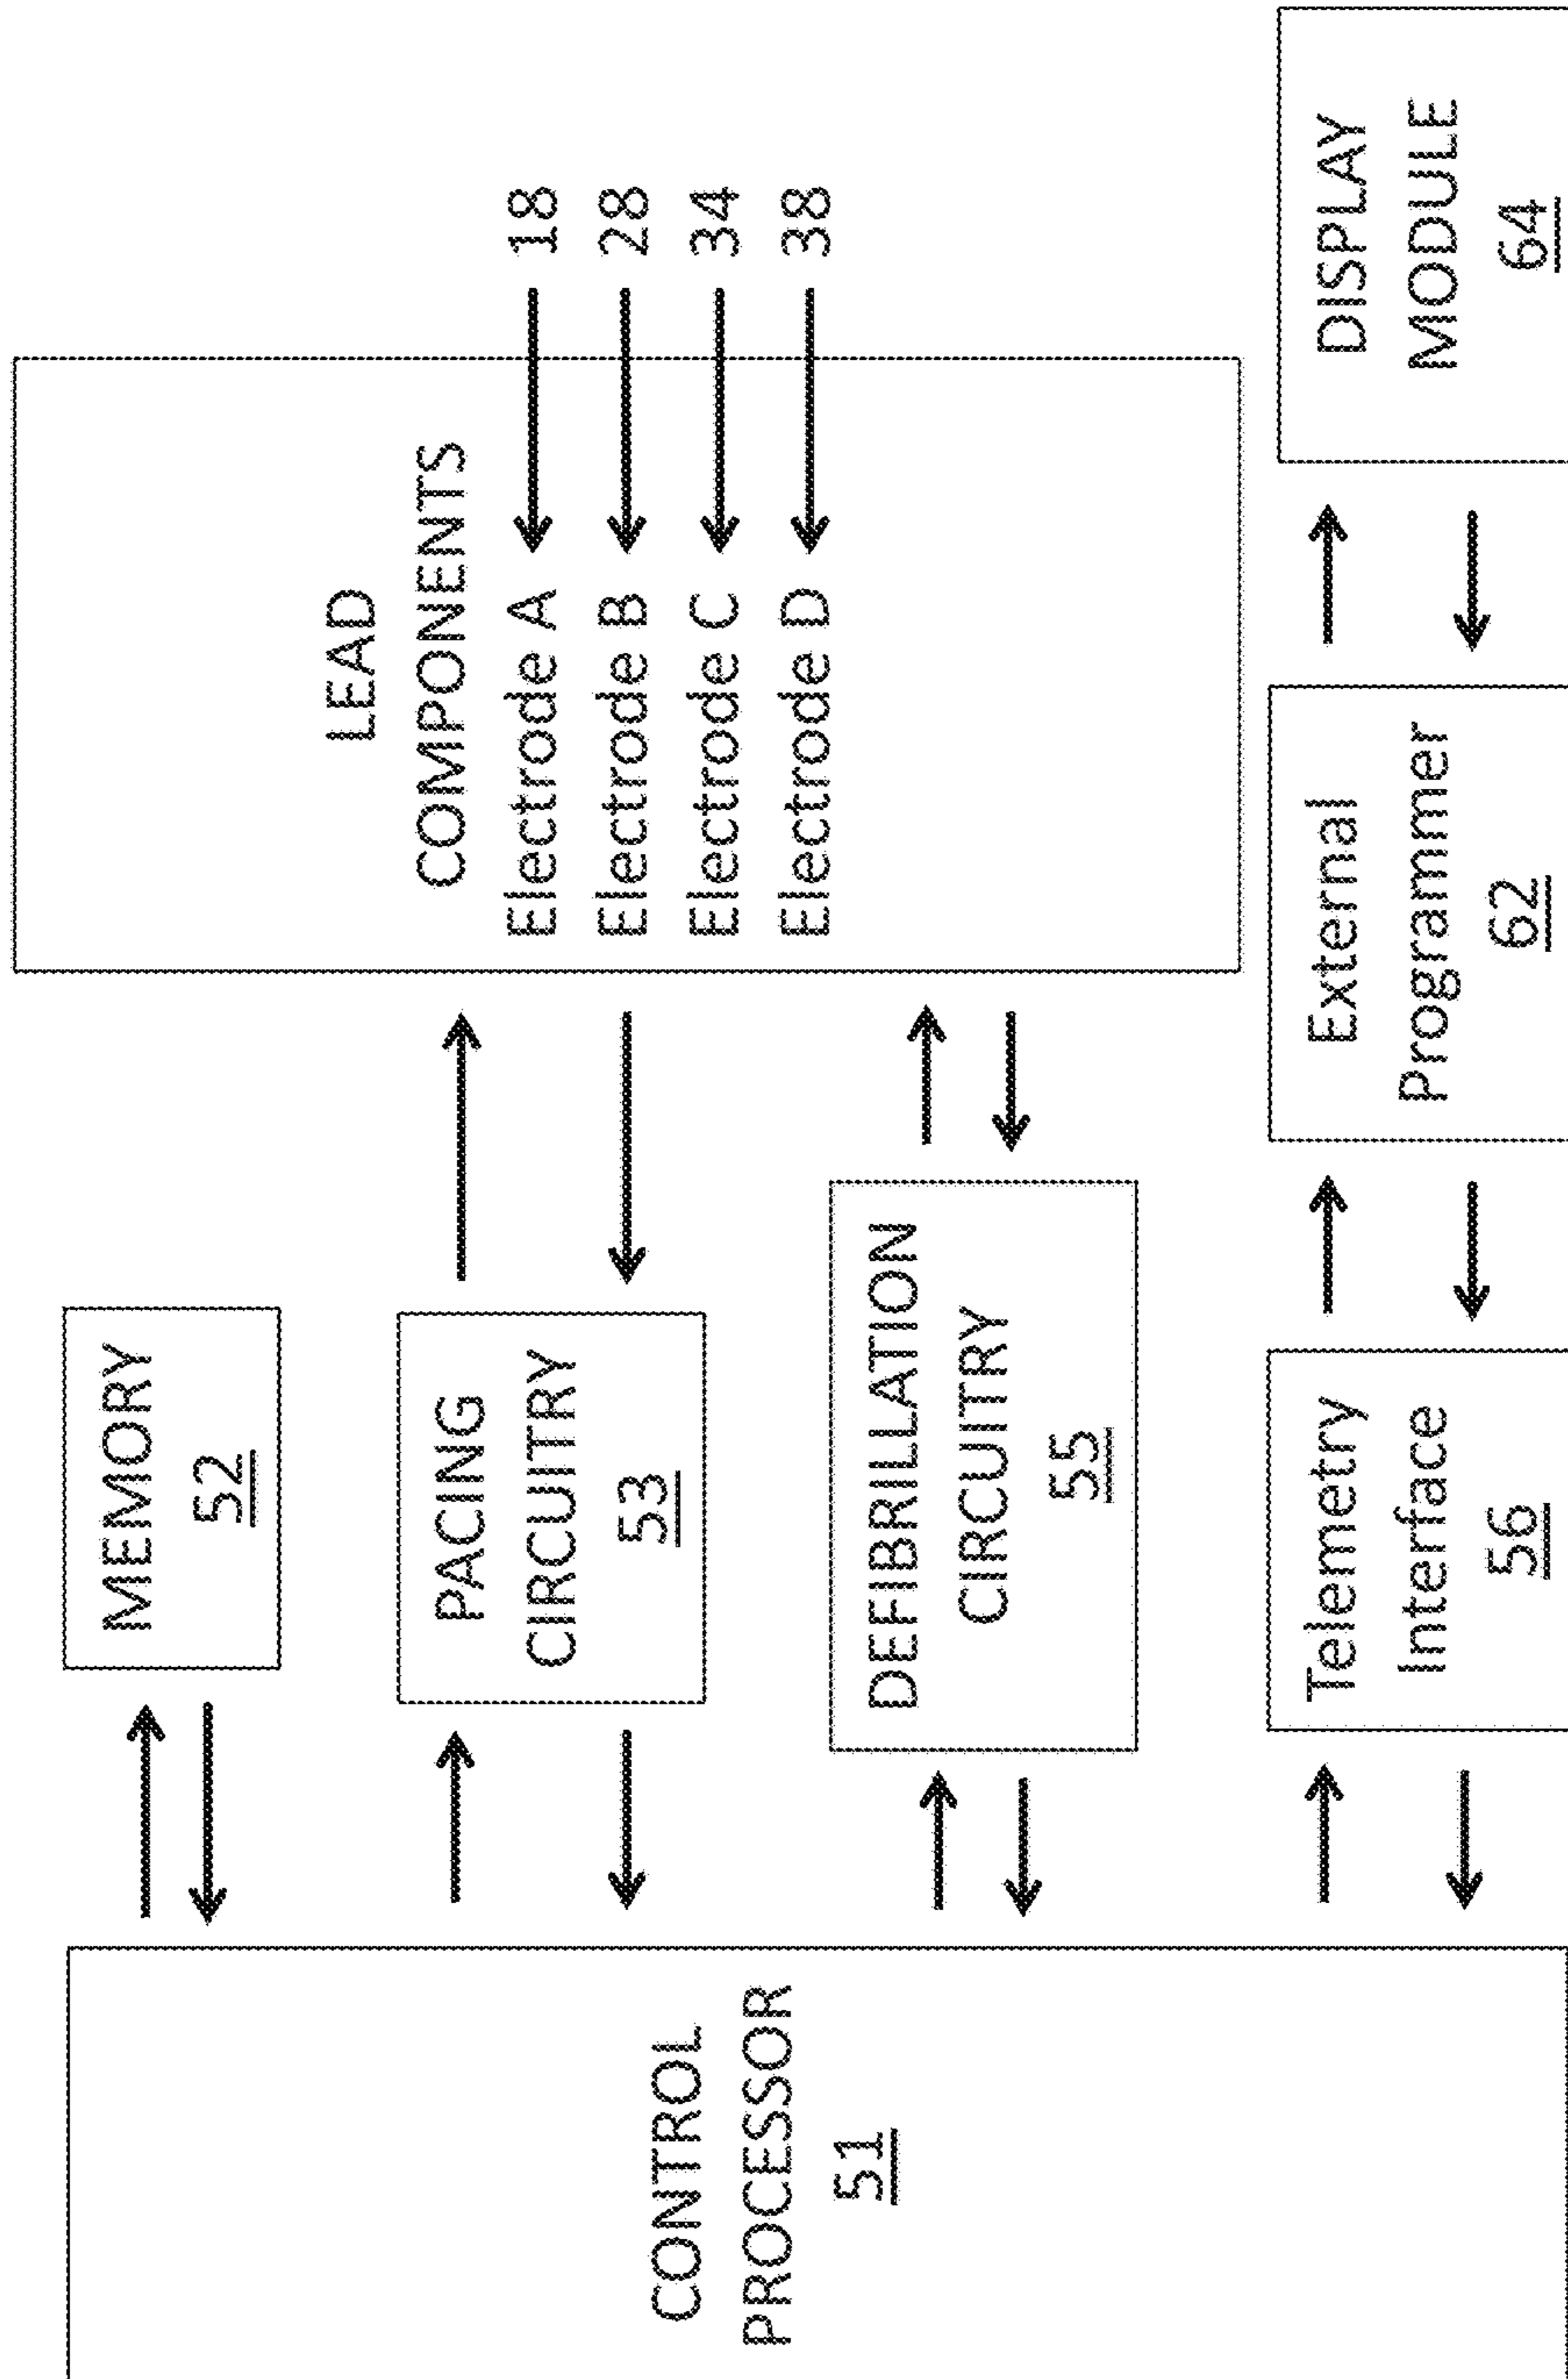 CONTROL
PROCESSOR
51
MEMORY
52
PACING
CIRCUITRY
53
DEFIBRILLATION
CIRCUITRY
55
Telemetry
Interface
56
LEAD
COMPONENTS
Electrode A 18
Electrode B 28
Electrode C 34
Electrode D 38
External
Programmer
62
DISPLAY
MODULE
64